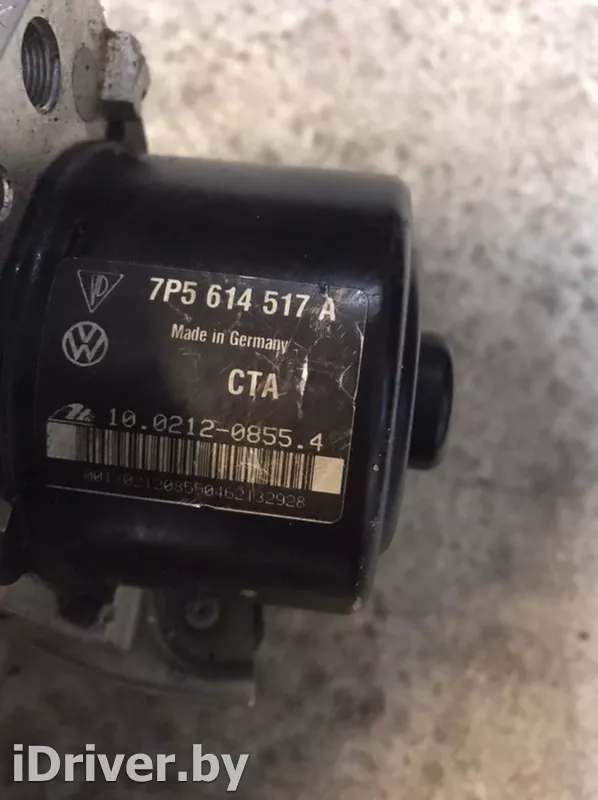 7P5 614 517 A
Made in Germany
CTA
10.0212-0855.4
iDriver.by